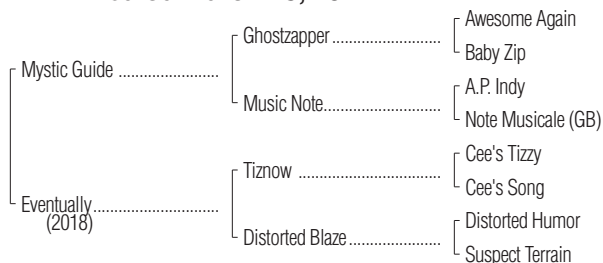 Awesome Again
Ghostzapper
Baby Zip
Mystic Guide
A.P. Indy
Music Note
Note Musicale (GB)
Cee's Tizzy
Tiznow
Cee's Song
Eventually
(2018)
Distorted Humor
Distorted Blaze
Suspect Terrain